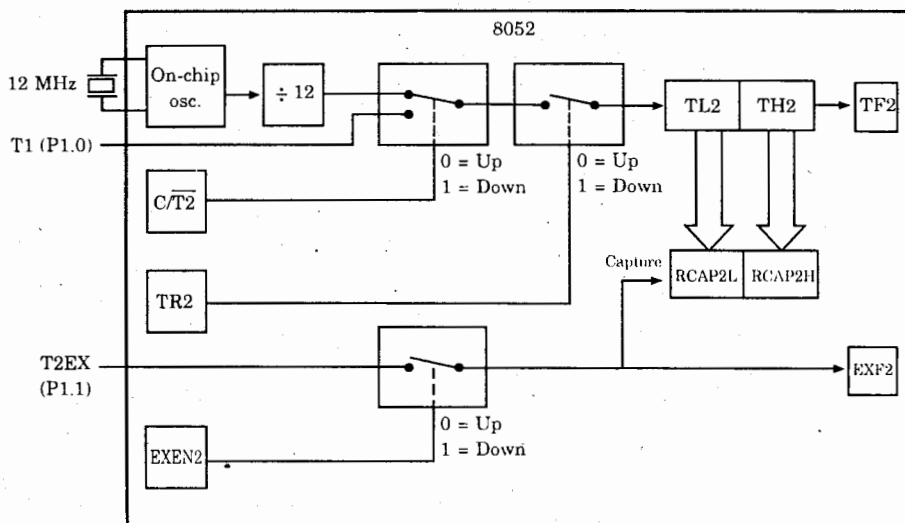 8052
12 MHz
On-chip
osc.
÷ 12
TL2
TH2
TF2
T1 (P1.0)
0 = Up
1 = Down
0 = Up
1 = Down
C/T2
Capture
RCAP2L
RCAP2H
TR2
T2EX
(P1.1)
EXF2
0 = Up
1 = Down
EXEN2